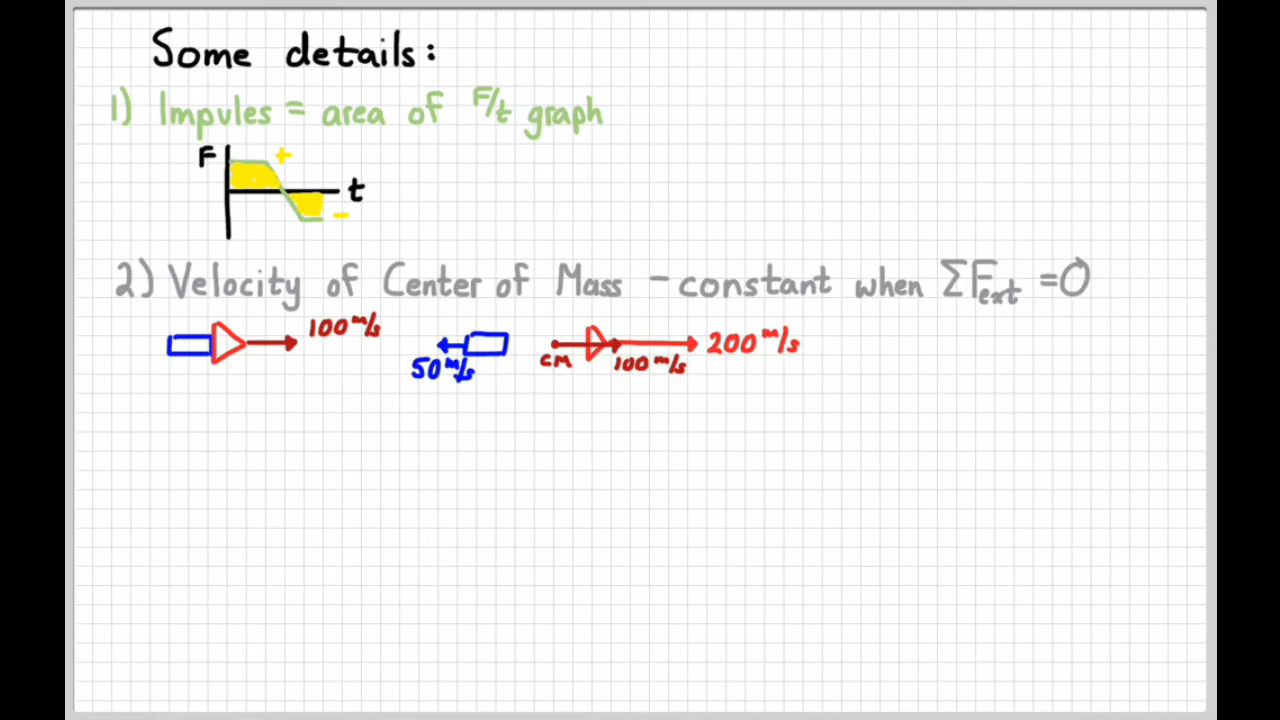 Some details:
1) Impules = area of F/t graph
F +
t
-
2) Velocity of Center of Mass - constant when ΣFext = 0
100 m/s
200 m/s
50 m/s
CM 100 m/s